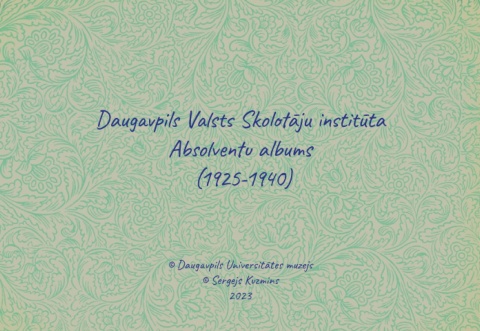 Daugavpils Valsts Skolotāju institūta
Absolventu albums
(1925-1940)
© Daugavpils Universitātes muzejs
© Sergejs Kuzmins
2023